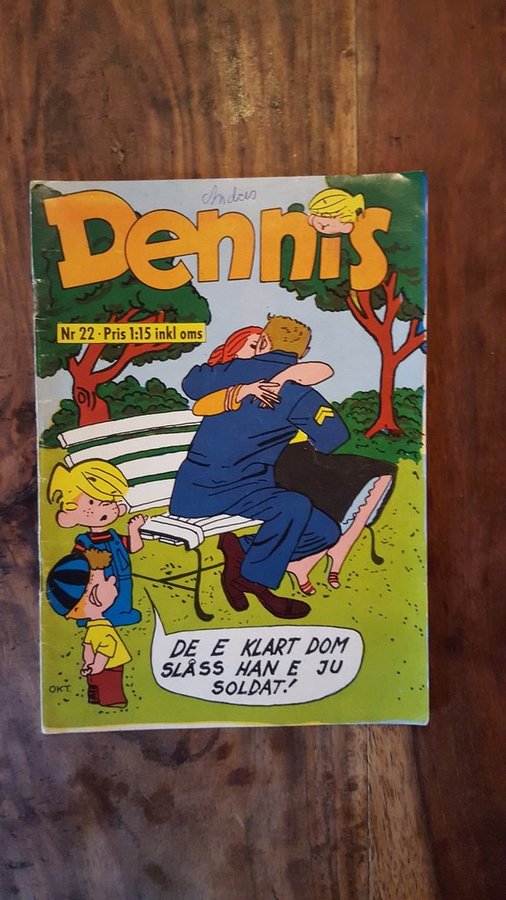 Anders
Dennis
Nr 22 · Pris 1:15 inkl oms
DE E KLART DOM
SLÅSS HAN E JU
SOLDAT!
OKT.